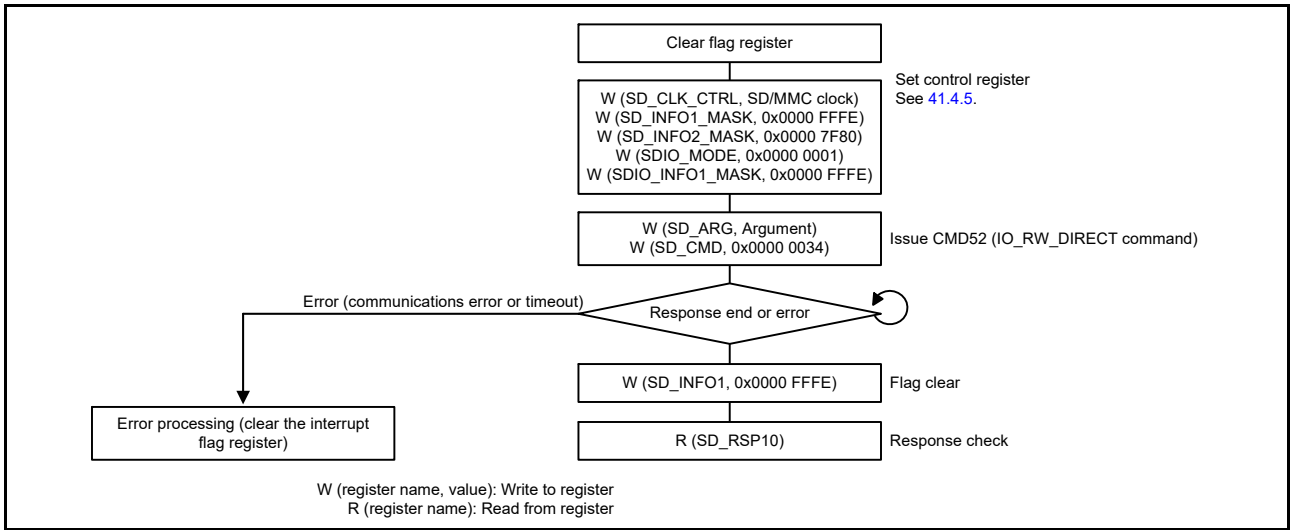 Clear flag register
Set control register
See 41.4.5.
W (SD_CLK_CTRL, SD/MMC clock)
W (SD_INFO1_MASK, 0x0000 FFFE)
W (SD_INFO2_MASK, 0x0000 7F80)
W (SDIO_MODE, 0x0000 0001)
W (SDIO_INFO1_MASK, 0x0000 FFFE)
W (SD_ARG, Argument)
W (SD_CMD, 0x0000 0034)
Issue CMD52 (IO_RW_DIRECT command)
Error (communications error or timeout)
Response end or error
W (SD_INFO1, 0x0000 FFFE)
Flag clear
Error processing (clear the interrupt
flag register)
R (SD_RSP10)
Response check
W (register name, value): Write to register
R (register name): Read from register